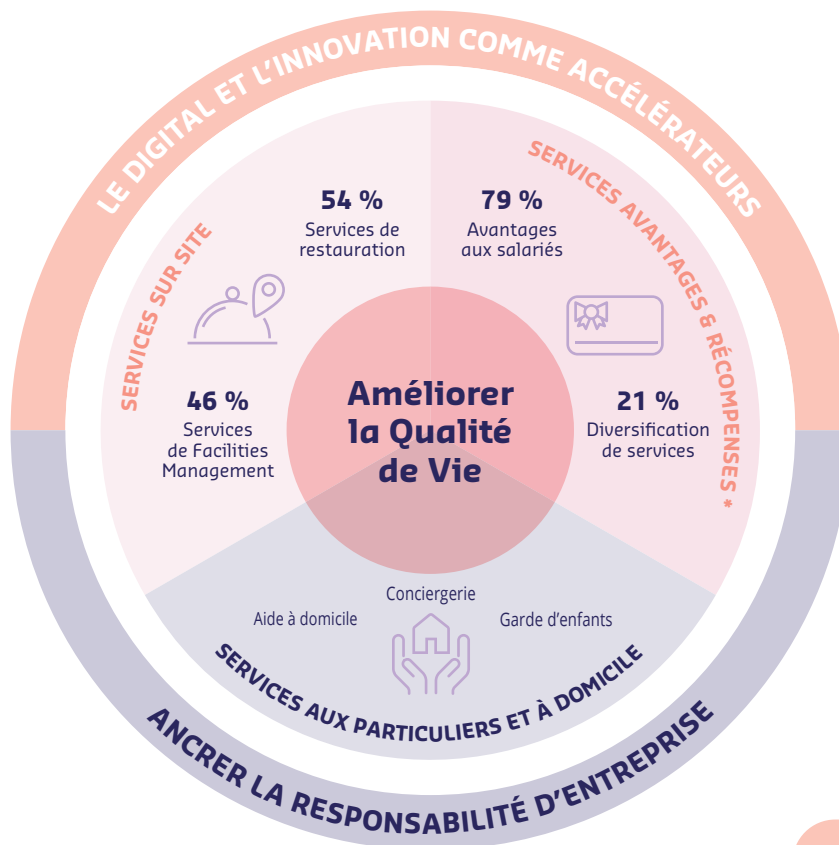 LE DIGITAL ET L'INNOVATION COMME ACCÉLÉRATEURS
SERVICES SUR SITE
54 %
Services de
restauration
46 %
Services
de Facilities
Management
SERVICES AVANTAGES & RÉCOMPENSES *
79 %
Avantages
aux salariés
21 %
Diversification
de services
Améliorer
la Qualité
de Vie
Conciergerie
Aide à domicile
Garde d'enfants
SERVICES AUX PARTICULIERS ET À DOMICILE
ANCRER LA RESPONSABILITÉ D'ENTREPRISE